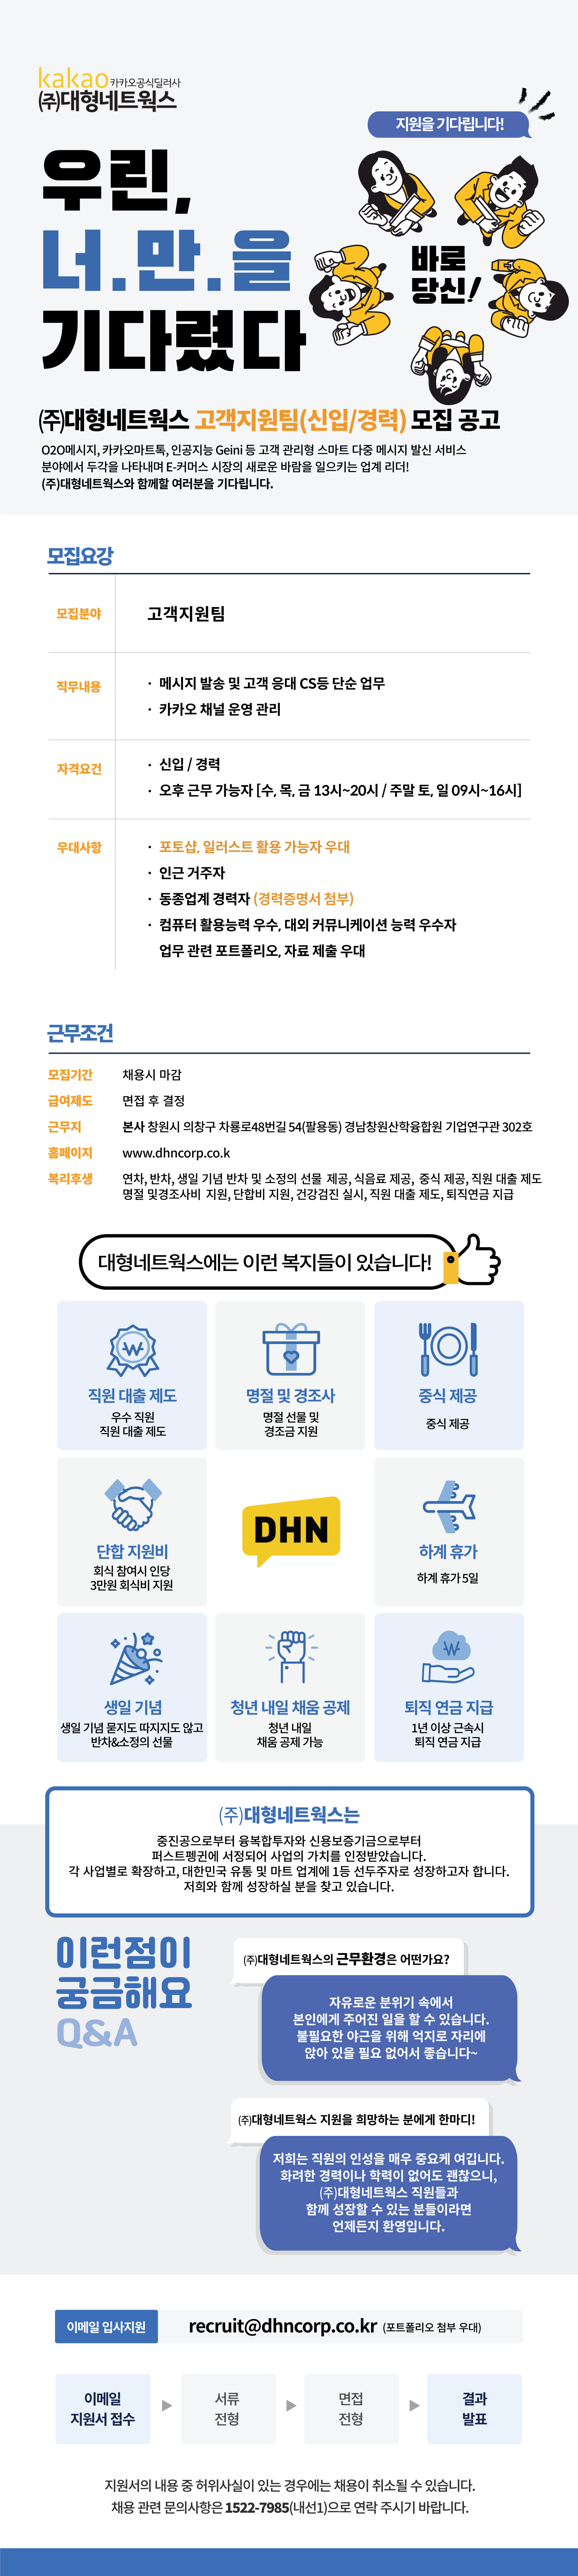 kakao 카카오공식딜러사
(주)대형네트웍스
지원을 기다립니다!
우린,
너.만.을
기다렸다
바로
당신!
(주)대형네트웍스 고객지원팀(신입/경력) 모집 공고
O2O메시지, 카카오마트톡, 인공지능 Geini 등 고객 관리형 스마트 다중 메시지 발신 서비스
분야에서 두각을 나타내며 E-커머스 시장의 새로운 바람을 일으키는 업계 리더!
(주)대형네트웍스와 함께할 여러분을 기다립니다.
모집요강
모집분야
고객지원팀
직무내용
· 메시지 발송 및 고객 응대 CS등 단순 업무
· 카카오 채널 운영 관리
자격요건
· 신입 / 경력
· 오후 근무 가능자 [수, 목, 금 13시~20시 / 주말 토, 일 09시~16시]
우대사항
· 포토샵, 일러스트 활용 가능자 우대
· 인근 거주자
· 동종업계 경력자 (경력증명서 첨부)
· 컴퓨터 활용능력 우수, 대외 커뮤니케이션 능력 우수자
업무 관련 포트폴리오, 자료 제출 우대
근무조건
모집기간 채용시 마감
급여제도 면접 후 결정
근무지 본사 창원시 의창구 차룡로48번길 54(팔용동) 경남창원산학융합원 기업연구관 302호
홈페이지 www.dhncorp.co.k
복리후생 연차, 반차, 생일 기념 반차 및 소정의 선물 제공, 식음료 제공, 중식 제공, 직원 대출 제도
명절 및경조사비 지원, 단합비 지원, 건강검진 실시, 직원 대출 제도, 퇴직연금 지급
대형네트웍스에는 이런 복지들이 있습니다!
직원 대출 제도
우수 직원
직원 대출 제도
명절 및 경조사
명절 선물 및
경조금 지원
중식 제공
중식 제공
단합 지원비
회식 참여시 인당
3만원 회식비 지원
DHN
하계 휴가
하계 휴가 5일
생일 기념
생일 기념 묻지도 따지지도 않고
반차&소정의 선물
청년 내일 채움 공제
청년 내일
채움 공제 가능
퇴직 연금 지급
1년 이상 근속시
퇴직 연금 지급
(주)대형네트웍스는
중진공으로부터 융복합투자와 신용보증기금으로부터
퍼스트펭귄에 서정되어 사업의 가치를 인정받았습니다.
각 사업별로 확장하고, 대한민국 유통 및 마트 업계에 1등 선두주자로 성장하고자 합니다.
저희와 함께 성장하실 분을 찾고 있습니다.
이런점이
궁금해요
Q&A
(주)대형네트웍스의 근무환경은 어떤가요?
자유로운 분위기 속에서
본인에게 주어진 일을 할 수 있습니다.
불필요한 야근을 위해 억지로 자리에
앉아 있을 필요 없어서 좋습니다~
(주)대형네트웍스 지원을 희망하는 분에게 한마디!
저희는 직원의 인성을 매우 중요케 여깁니다.
화려한 경력이나 학력이 없어도 괜찮으니,
(주)대형네트웍스 직원들과
함께 성장할 수 있는 분들이라면
언제든지 환영입니다.
이메일 입사지원 recruit@dhncorp.co.kr (포트폴리오 첨부 우대)
이메일
지원서 접수
서류
전형
면접
전형
결과
발표
지원서의 내용 중 허위사실이 있는 경우에는 채용이 취소될 수 있습니다.
채용 관련 문의사항은 1522-7985(내선1)으로 연락 주시기 바랍니다.